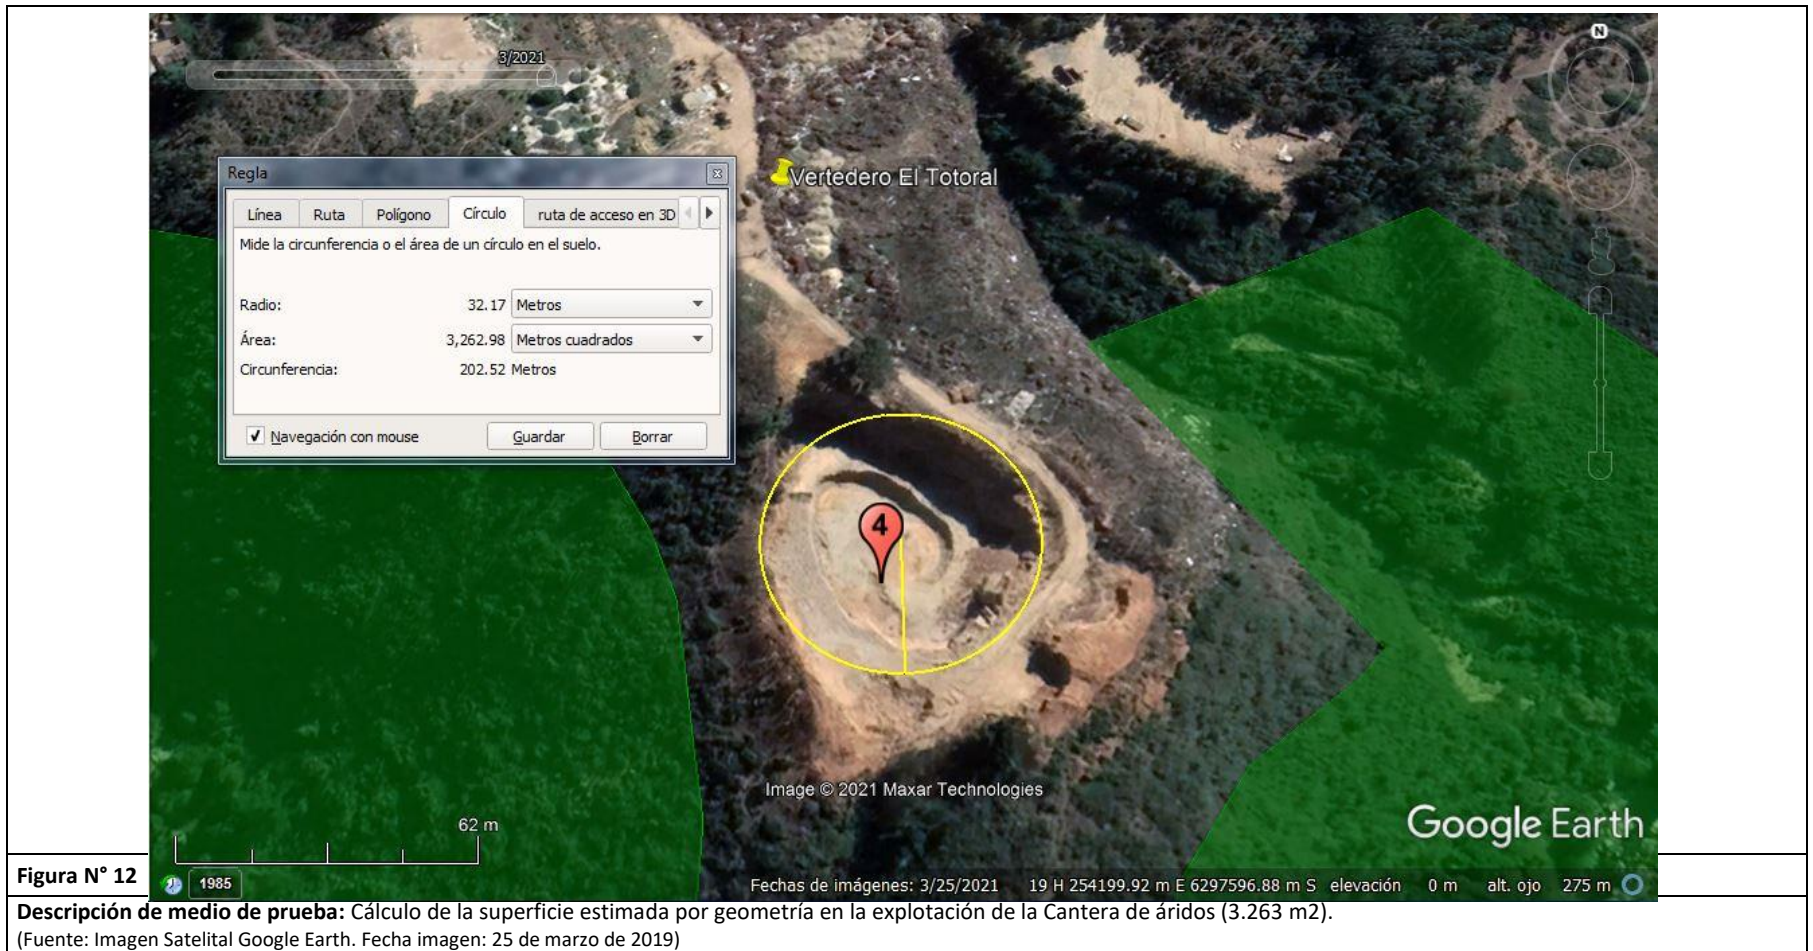 3/2021
N
Regla
Línea Ruta Polígono Círculo ruta de acceso en 3D
Mide la circunferencia o el área de un círculo en el suelo.
Radio: 32.17 Metros
Área: 3,262.98 Metros cuadrados
Circunferencia: 202.52 Metros
Navegación con mouse Guardar Borrar
Vertedero El Totoral
4
Image © 2021 Maxar Technologies
Google Earth
62 m
1985
Fechas de imágenes: 3/25/2021 19 H 254199.92 m E 6297596.88 m S elevación 0 m alt. ojo 275 m
Figura N° 12
Descripción de medio de prueba: Cálculo de la superficie estimada por geometría en la explotación de la Cantera de áridos (3.263 m2).
(Fuente: Imagen Satelital Google Earth. Fecha imagen: 25 de marzo de 2019)